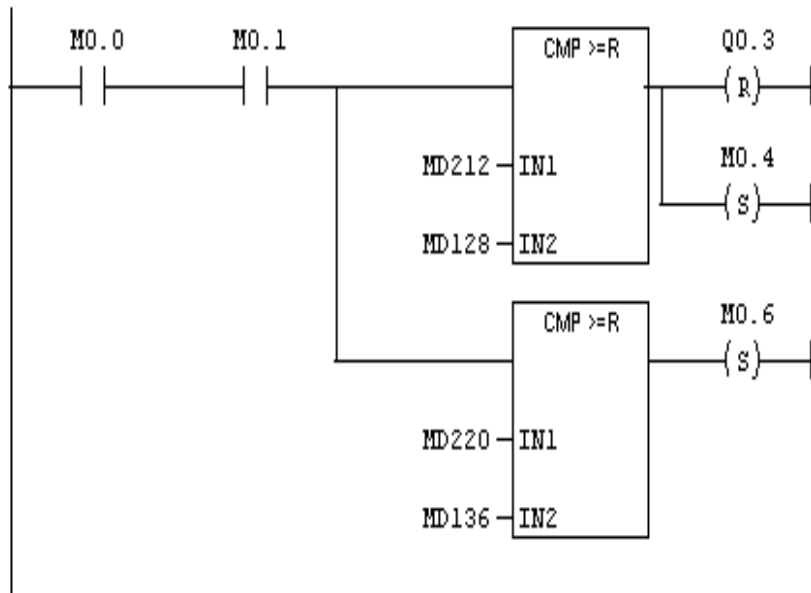 M0.0 M0.1 CMP >=R Q0.3
(R)
MD212 IN1 M0.4
(S)
MD128 IN2
CMP >=R M0.6
(S)
MD220 IN1
MD136 IN2